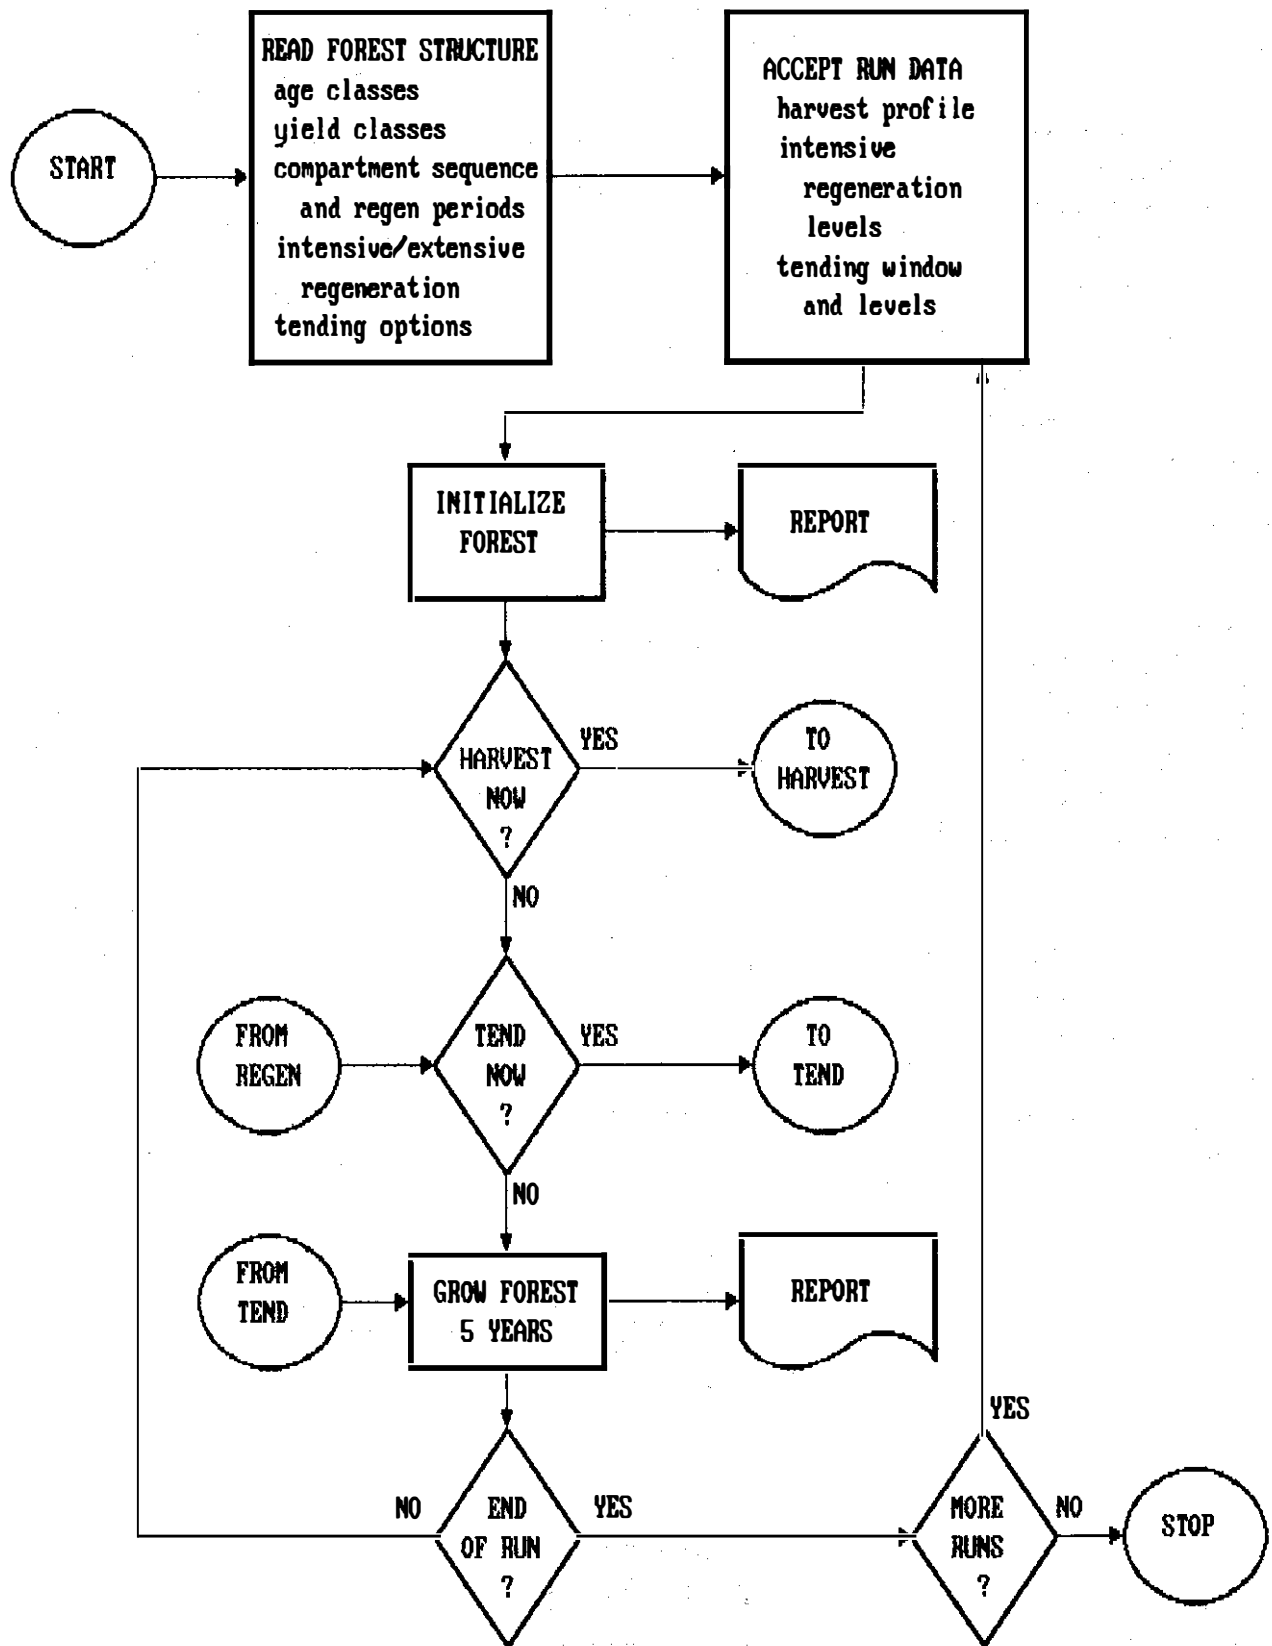 START
READ FOREST STRUCTURE
age classes
yield classes
compartment sequence
and regen periods
intensive/extensive
regeneration
tending options
ACCEPT RUN DATA
harvest profile
intensive
regeneration
levels
tending window
and levels
INITIALIZE
FOREST
REPORT
HARVEST
NOW
?
YES
TO
HARVEST
NO
FROM
REGEN
TEND
NOW
?
YES
TO
TEND
NO
FROM
TEND
GROW FOREST
5 YEARS
REPORT
NO
END
OF RUN
?
YES
YES
MORE
RUNS
?
NO
STOP